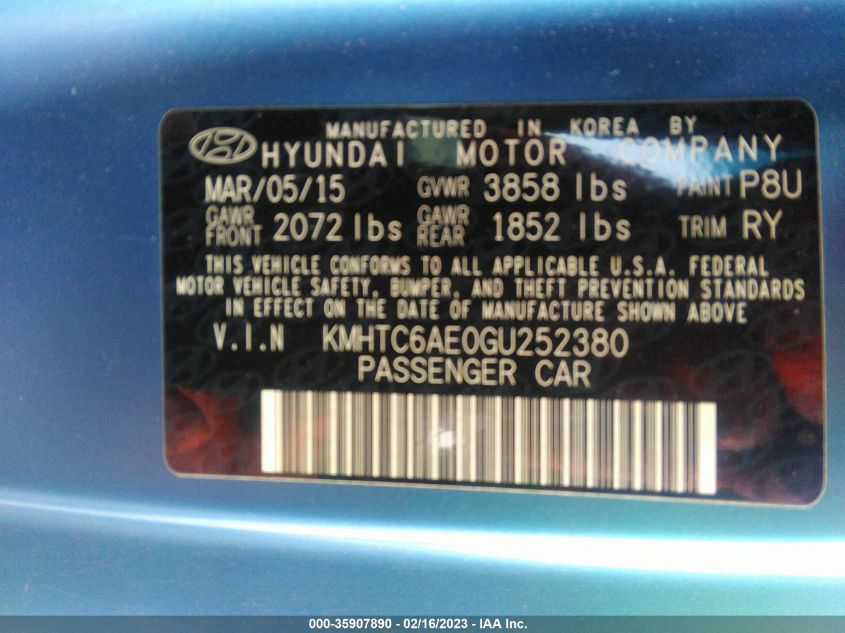 MANUFACTURED IN KOREA BY
HYUNDAI MOTOR COMPANY
MAR/05/15 GVWR 3858 lbs PAINT P8U
GAWR FRONT 2072 lbs GAWR REAR 1852 lbs TRIM RY
THIS VEHICLE CONFORMS TO ALL APPLICABLE U.S.A. FEDERAL
MOTOR VEHICLE SAFETY, BUMPER, AND THEFT PREVENTION STANDARDS
IN EFFECT ON THE DATE OF MANUFACTURE SHOWN ABOVE
V.I.N KMHTC6AE0GU252380
PASSENGER CAR
000-35907890 - 02/16/2023 - IAA Inc.